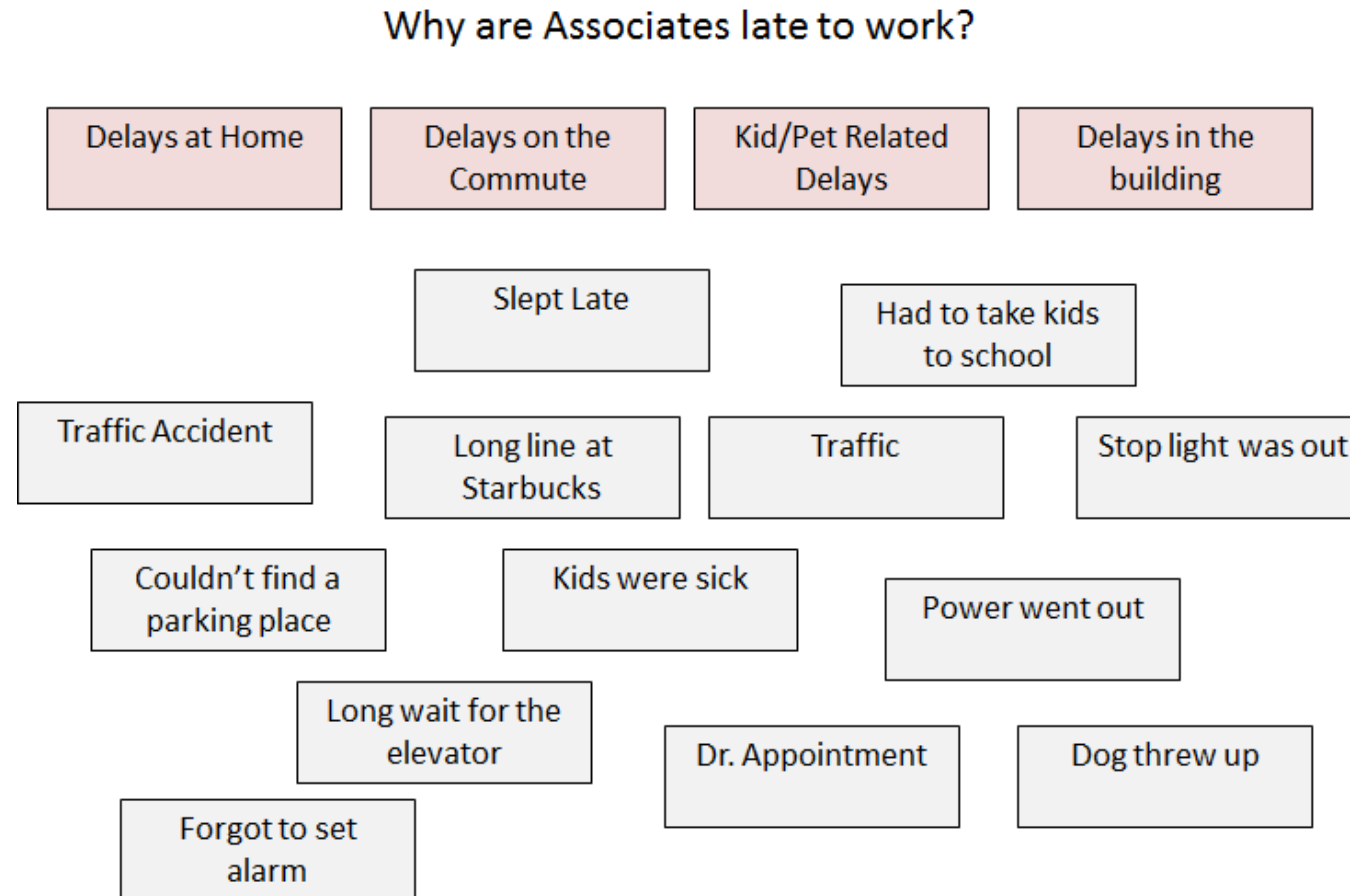 Why are Associates late to work?
Delays at Home
Delays on the
Commute
Kid/Pet Related
Delays
Delays in the
building
Slept Late
Had to take kids
to school
Traffic Accident
Long line at
Starbucks
Traffic
Stop light was out
Couldn’t find a
parking place
Kids were sick
Power went out
Long wait for the
elevator
Dr. Appointment
Dog threw up
Forgot to set
alarm